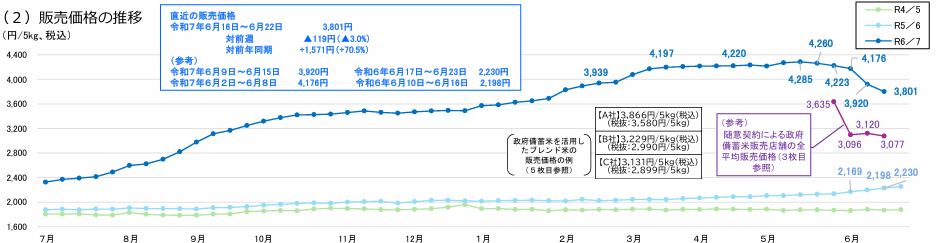 (2)販売価格の推移
(円/5kg、税込)
直近の販売価格
令和7年6月16日～6月22日 3,801円
対前週 ▲119円(▲3.0%)
対前年同期 +1,571円(+70.5%)
(参考)
令和7年6月9日～6月15日 3,920円 令和6年6月17日～6月23日 2,230円
令和7年6月2日～6月8日 4,176円 令和6年6月10日～6月16日 2,198円
R4/5
R5/6
R6/7
4,400
4,000
3,600
3,200
2,800
2,400
2,000
1,600
3,939
4,197
4,220
4,285
4,260
4,223
4,176
3,920
3,801
3,635
3,096
3,120
3,077
2,169
2,198
2,230
政府備蓄米を活用し
たブレンド米の
販売価格の例
(5枚目参照)
【A社】3,866円/5kg(税込)
(税抜:3,580円/5kg)
【B社】3,229円/5kg(税込)
(税抜:2,990円/5kg)
【C社】3,131円/5kg(税込)
(税抜:2,899円/5kg)
(参考)
随意契約による政府
備蓄米販売店舗の全
平均販売価格(3枚目
参照)
7月 8月 9月 10月 11月 12月 1月 2月 3月 4月 5月 6月